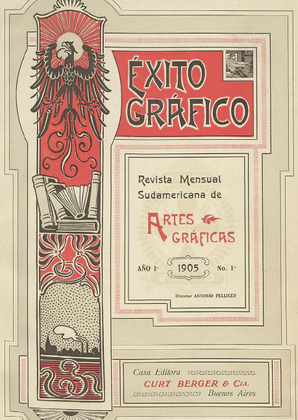 ÉXITO
GRÁFICO
Revista Mensual
Sudamericana de
ARTES
GRÁFICAS
AÑO 1º 1905 No. 1º
Director ANTONIO PELLICER
Casa Editora
CURT BERGER & CIA.
Buenos Aires